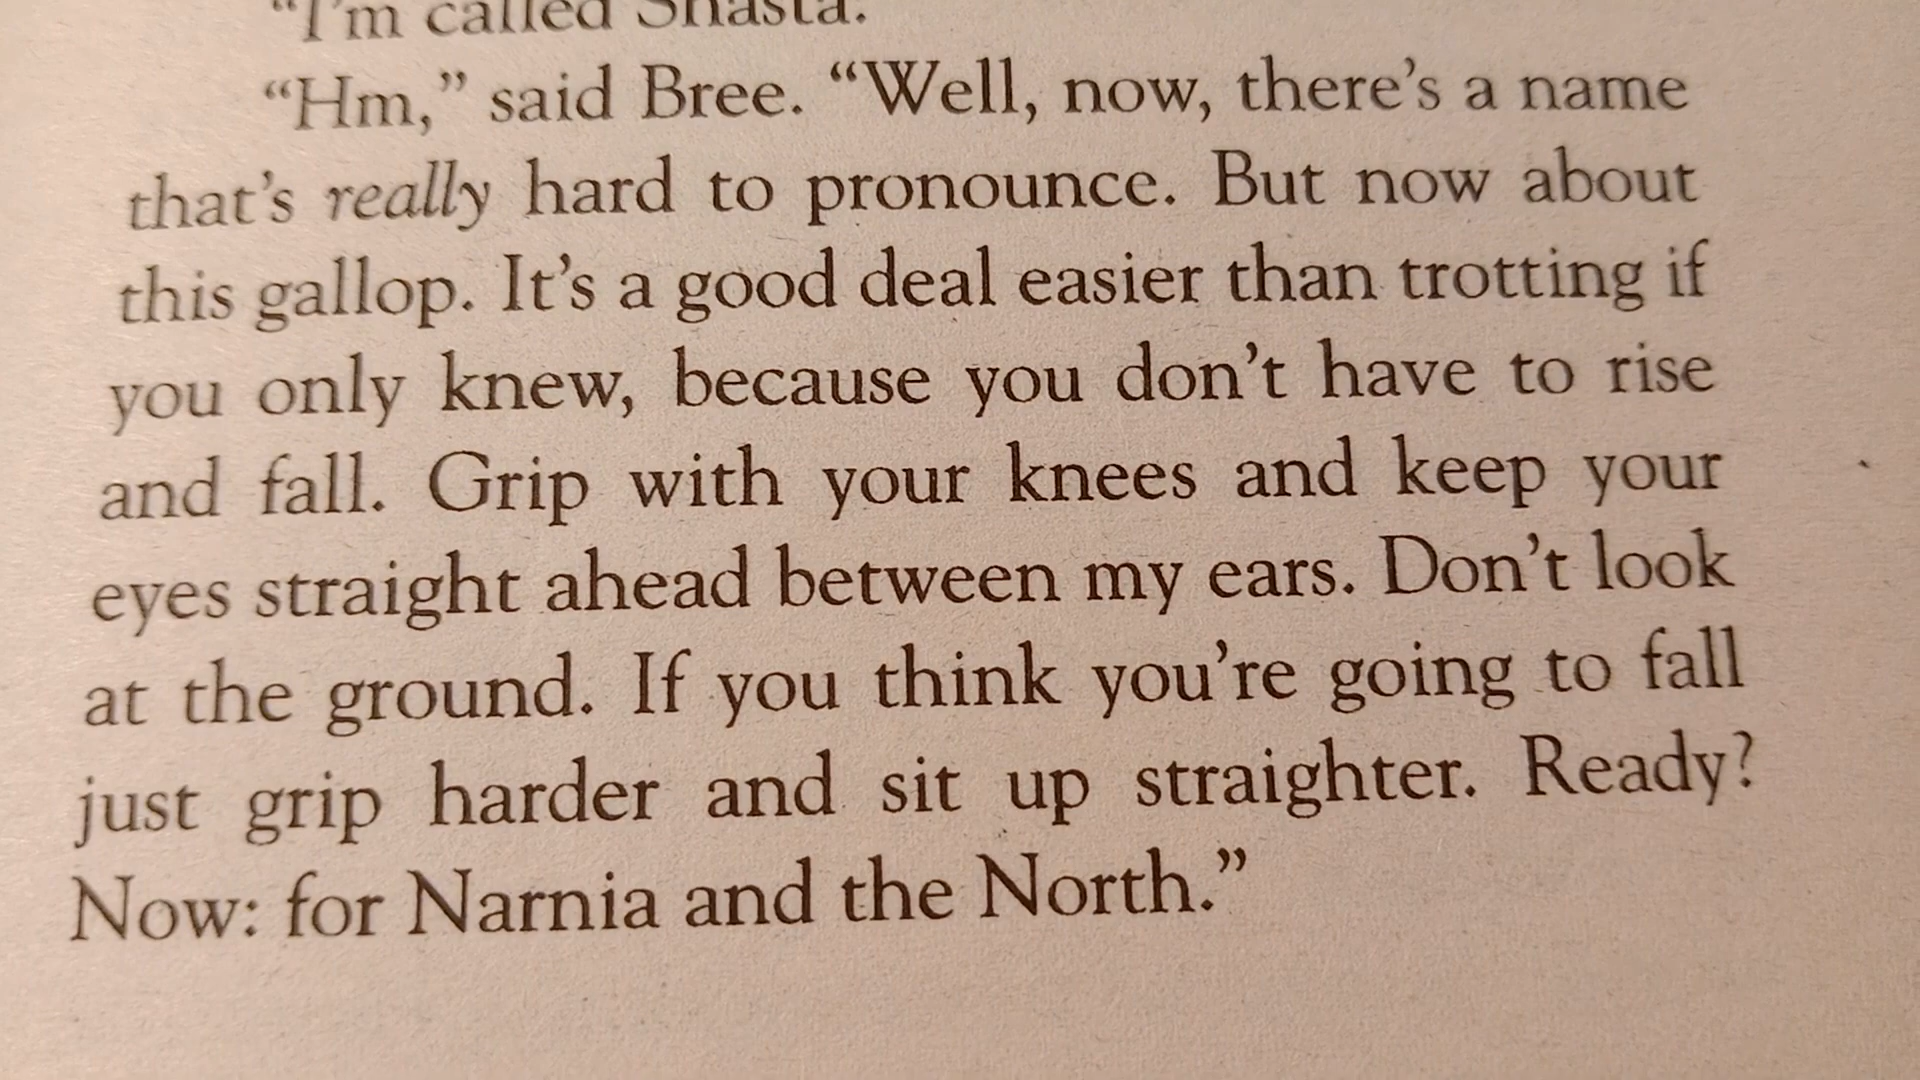 “I’m called Shasta.
“Hm,” said Bree. “Well, now, there’s a name
that’s really hard to pronounce. But now about
this gallop. It’s a good deal easier than trotting if
you only knew, because you don’t have to rise
and fall. Grip with your knees and keep your
eyes straight ahead between my ears. Don’t look
at the ground. If you think you’re going to fall
just grip harder and sit up straighter. Ready?
Now: for Narnia and the North.”